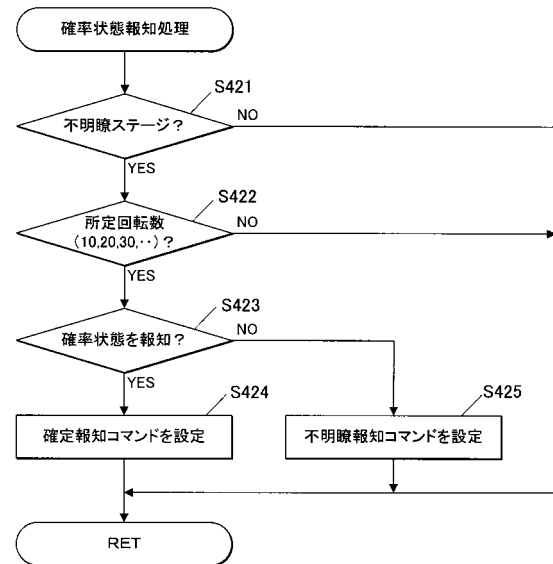 確率状態報知処理
S421
不明瞭ステージ?
NO
YES
S422
所定回転数
(10,20,30,‥)?
NO
YES
S423
確率状態を報知?
NO
YES
S424
S425
確定報知コマンドを設定
不明瞭報知コマンドを設定
RET